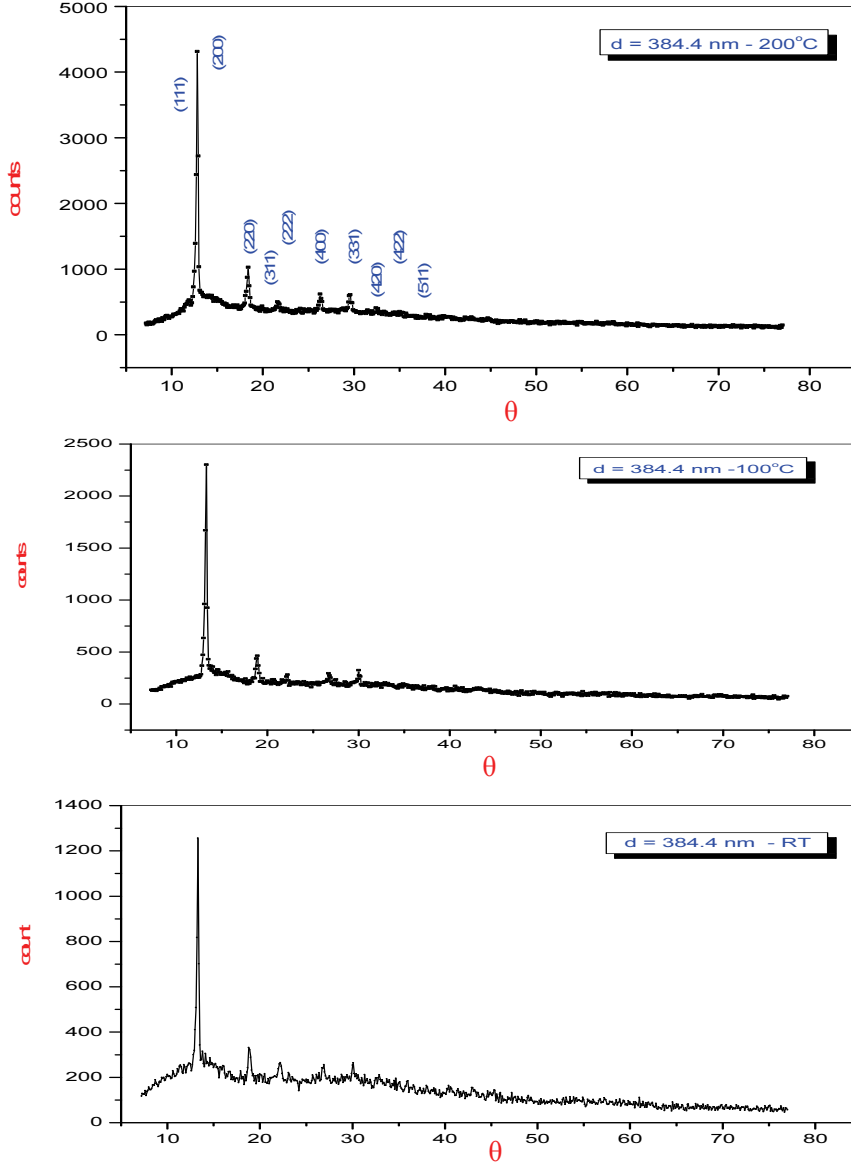 5000
d = 384.4 nm - 200°C
(200)
4000
(111)
3000
counts
2000
(222)
(220)
(400)
(331)
(422)
(311)
(420)
(511)
1000
0
10 20 30 40 50 60 70 80
θ
2500
d = 384.4 nm -100°C
2000
1500
counts
1000
500
0
10 20 30 40 50 60 70 80
θ
1400
d = 384.4 nm - RT
1200
1000
800
count
600
400
200
0
10 20 30 40 50 60 70 80
θ